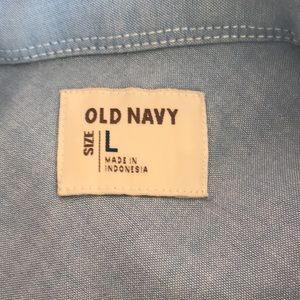 OLD NAVY
SIZE
L
MADE IN
INDONESIA